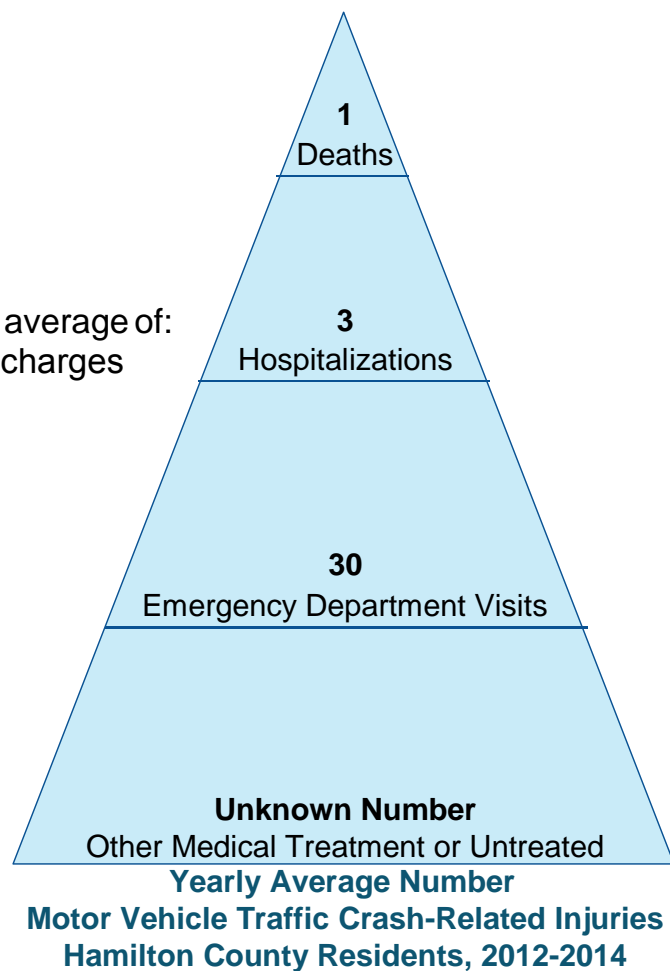 1
Deaths
average of:
charges
3
Hospitalizations
30
Emergency Department Visits
Unknown Number
Other Medical Treatment or Untreated
Yearly Average Number
Motor Vehicle Traffic Crash-Related Injuries
Hamilton County Residents, 2012-2014